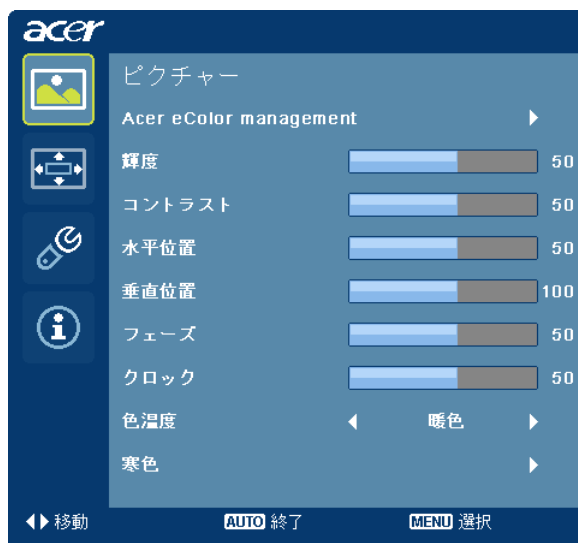 acer
ピクチャー
Acer eColor management
輝度 50
コントラスト 50
水平位置 50
垂直位置 100
フェーズ 50
クロック 50
色温度 暖色
寒色
移動 AUTO 終了 MENU 選択